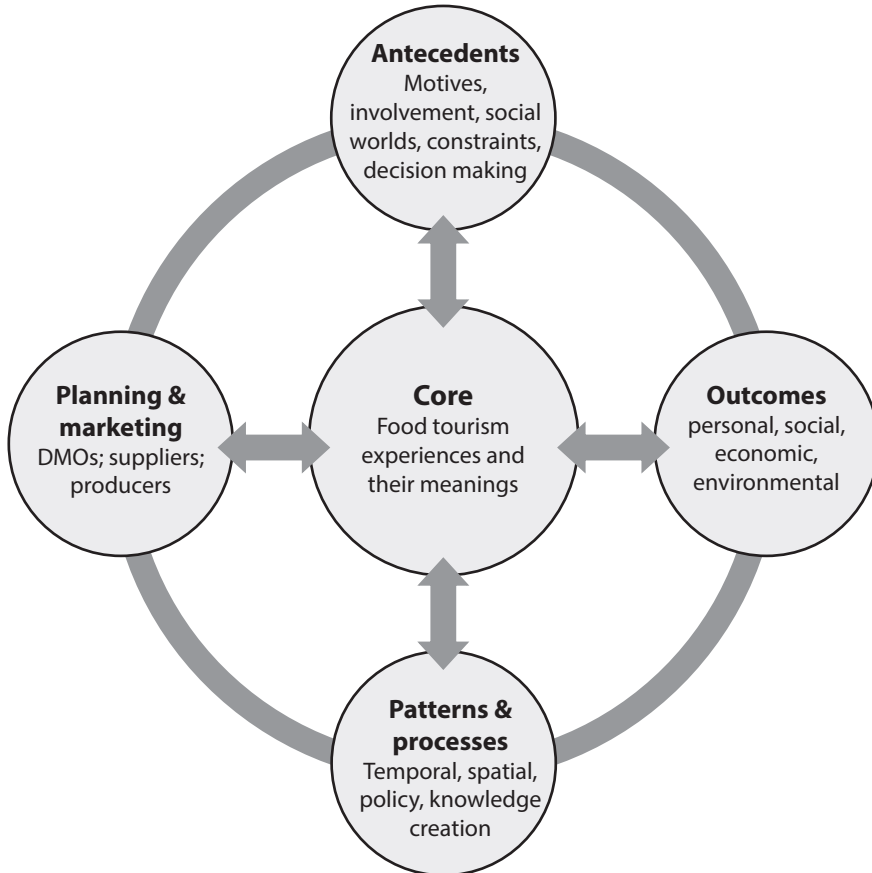 Antecedents
Motives,
involvement, social
worlds, constraints,
decision making
Planning &
marketing
DMOs; suppliers;
producers
Core
Food tourism
experiences and
their meanings
Outcomes
personal, social,
economic,
environmental
Patterns &
processes
Temporal, spatial,
policy, knowledge
creation